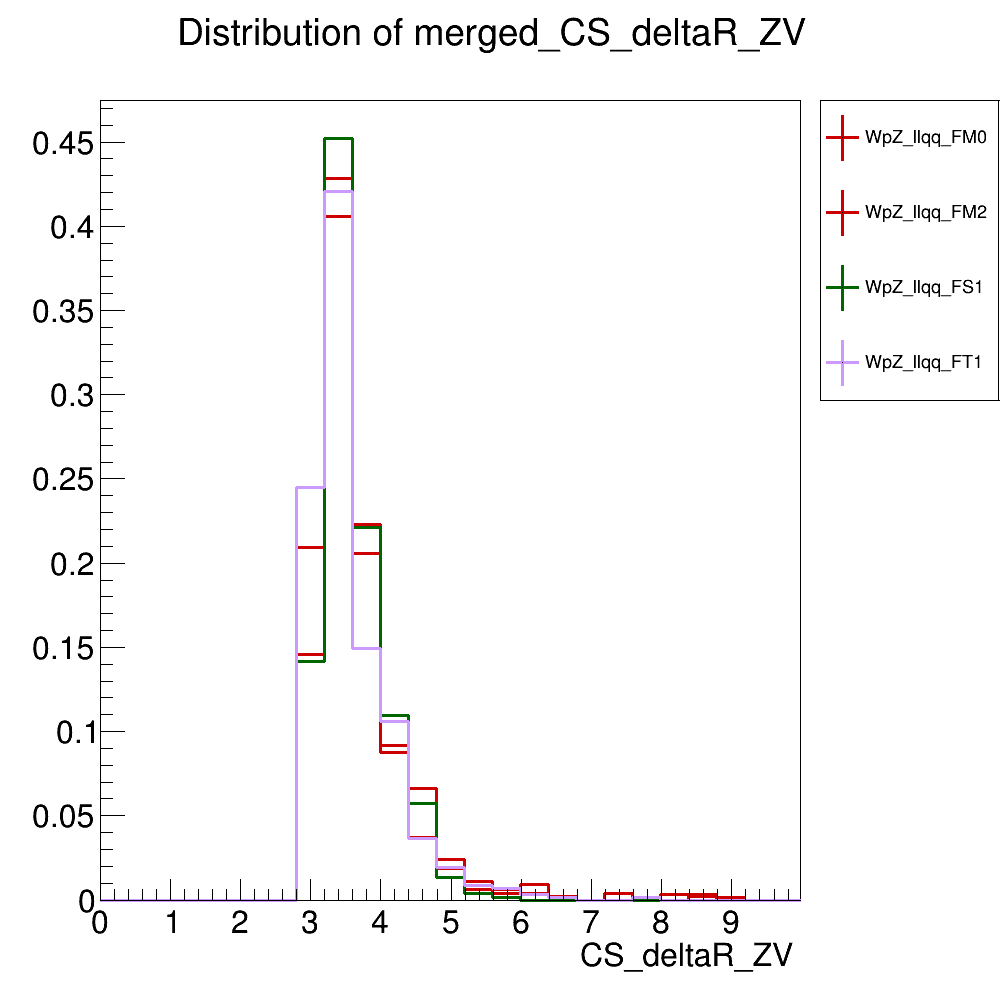 Distribution of merged_CS_deltaR_ZV
WpZ_llqq_FM0
WpZ_llqq_FM2
WpZ_llqq_FS1
WpZ_llqq_FT1
0.45
0.4
0.35
0.3
0.25
0.2
0.15
0.1
0.05
0
0 1 2 3 4 5 6 7 8 9
CS_deltaR_ZV